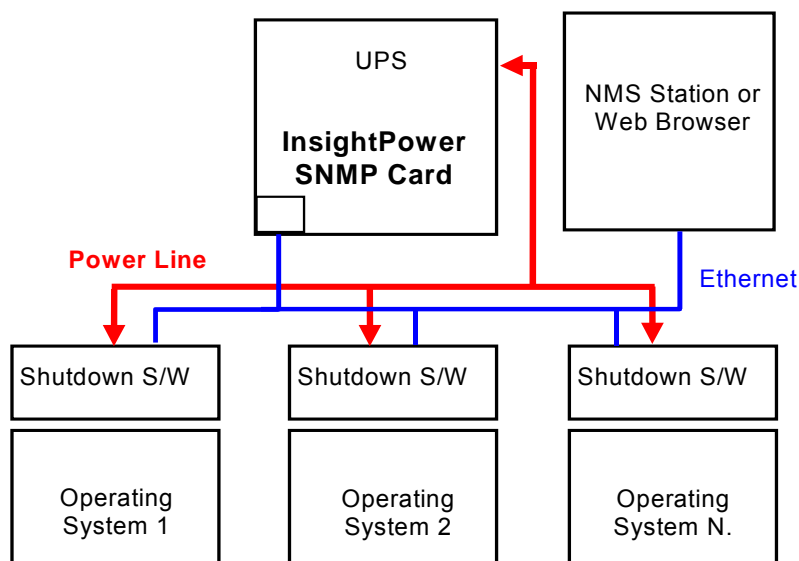 UPS
InsightPower
SNMP Card
NMS Station or
Web Browser
Power Line
Ethernet
Shutdown S/W
Shutdown S/W
Shutdown S/W
Operating
System 1
Operating
System 2
Operating
System N.